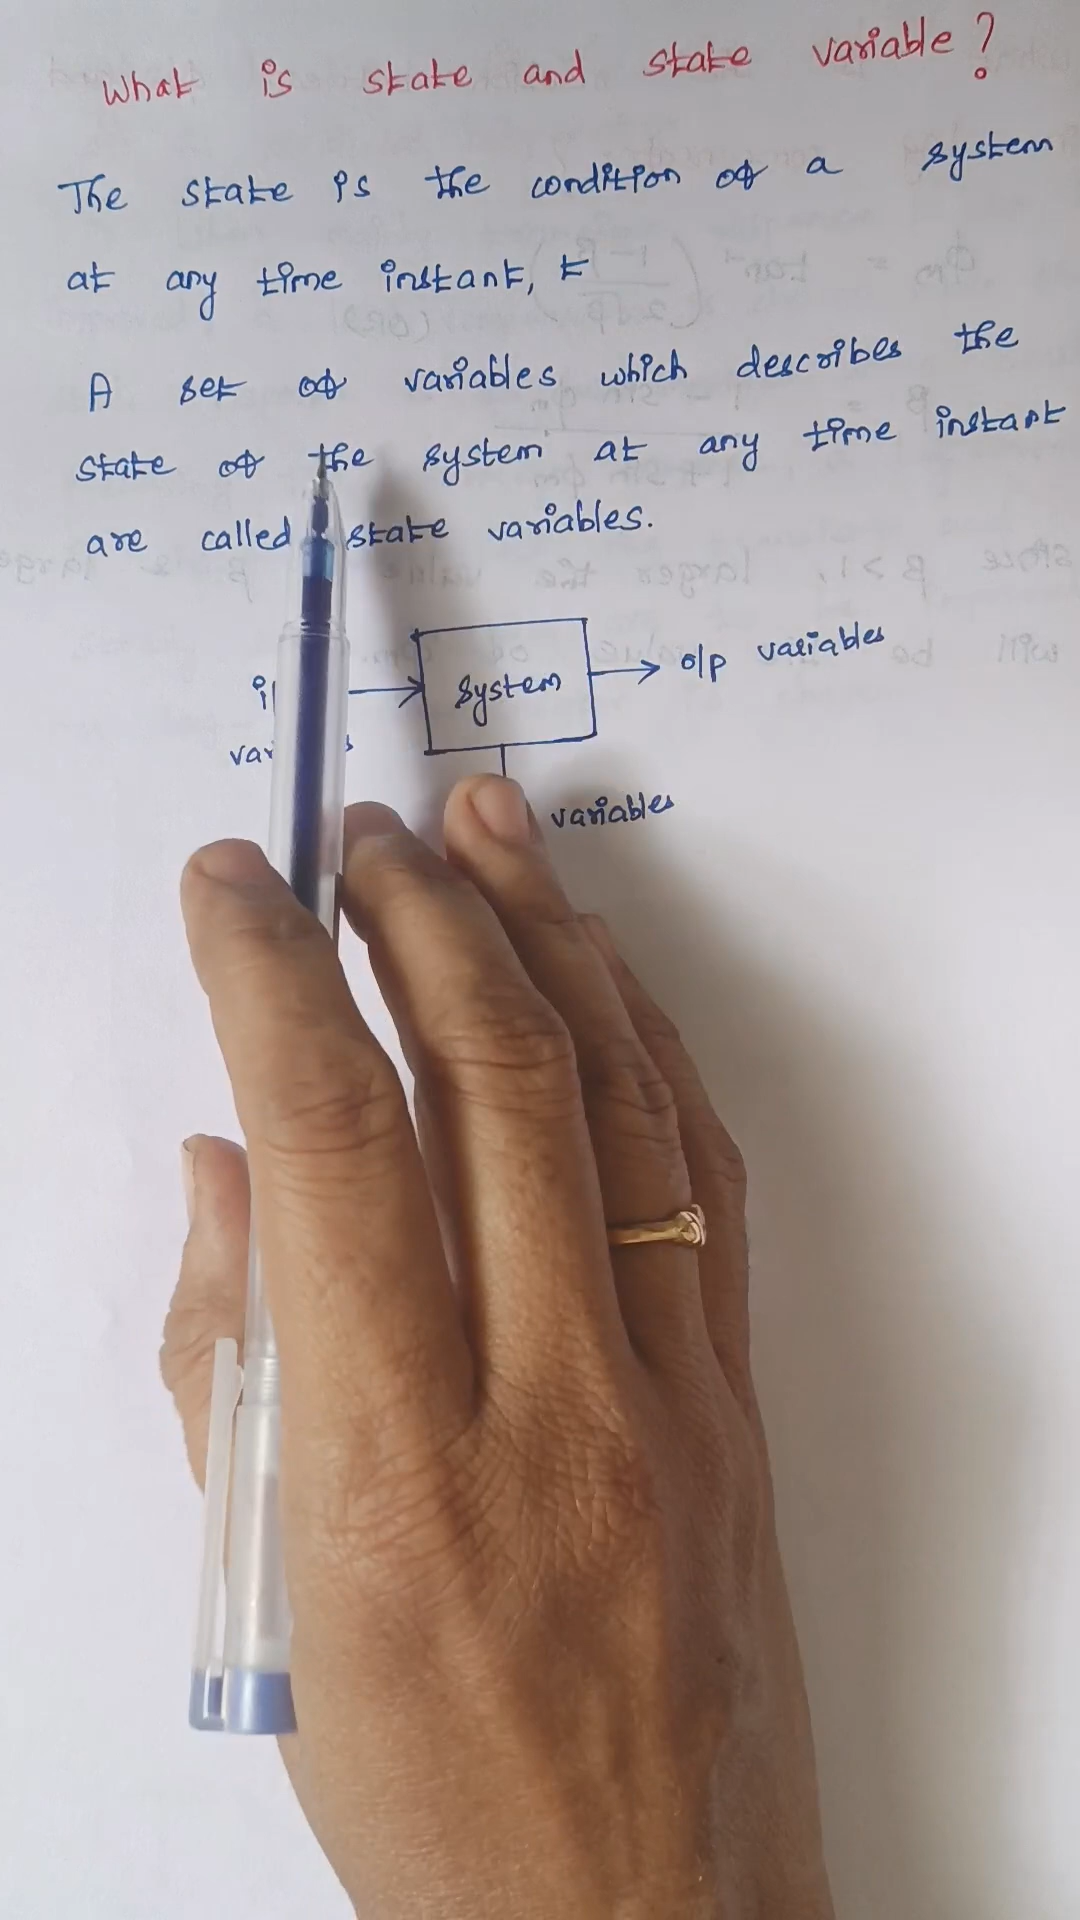 What is state and state variable?
The state is the condition of a system
at any time instant, t
A set of variables which describes the
state of the system at any time instant
are called state variables.
system
o/p variables
variables